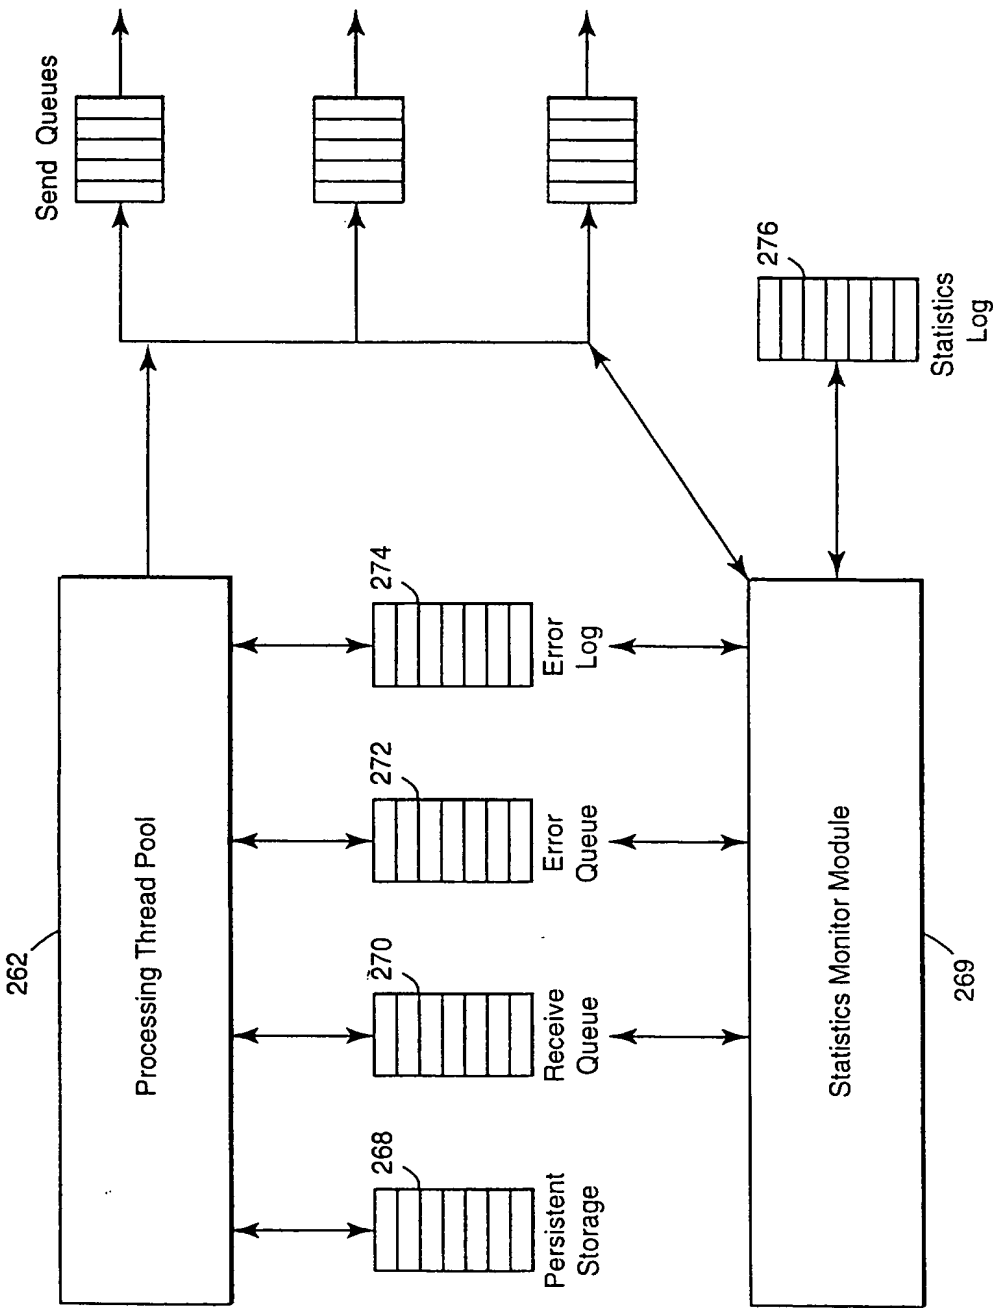 262
Processing Thread Pool
Send Queues
268
Persistent
Storage
270
Receive
Queue
272
Error
Queue
274
Error
Log
276
Statistics
Log
Statistics Monitor Module
269